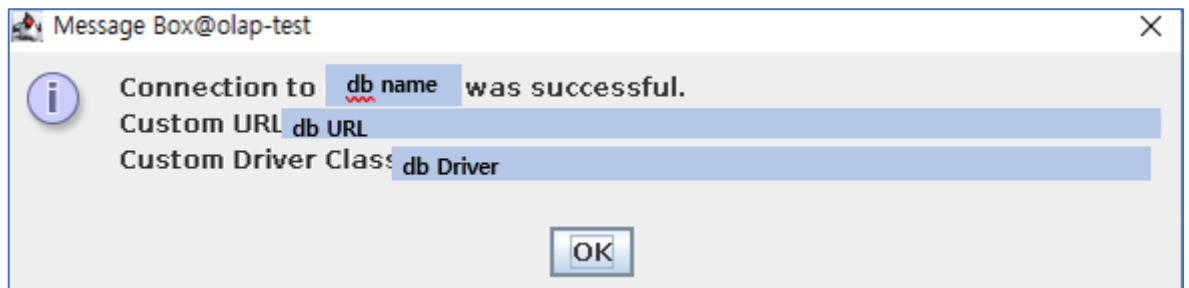 Message Box@olap-test
Connection to db name was successful.
Custom URL db URL
Custom Driver Clas db Driver
OK